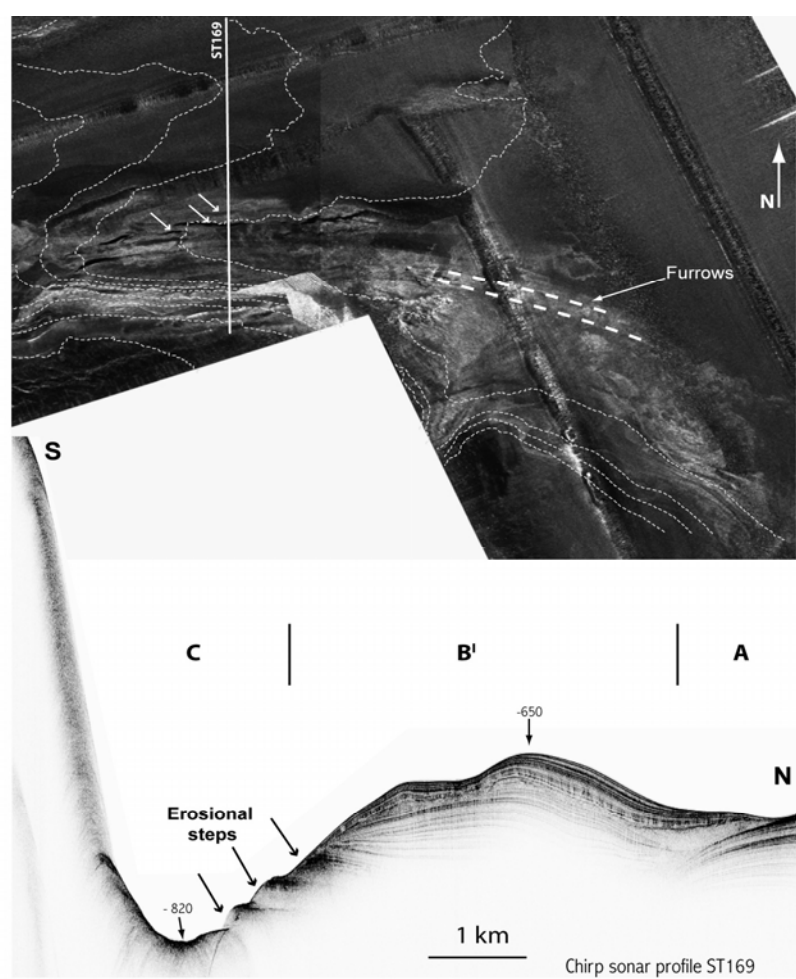 ST169
N
Furrows
S
C
B'
A
-650
N
Erosional
steps
- 820
1 km
Chirp sonar profile ST169